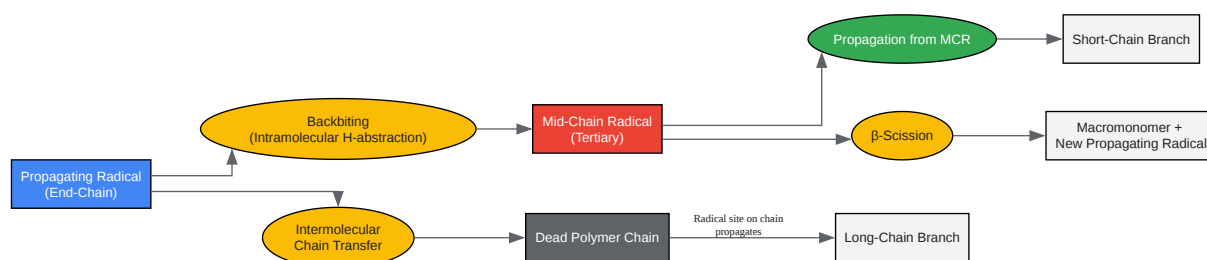 Propagation from MCR
Short-Chain Branch
Backbiting
(Intramolecular H-abstraction)
Mid-Chain Radical
(Tertiary)
β-Scission
Macromonomer +
New Propagating Radical
Propagating Radical
(End-Chain)
Intermolecular
Chain Transfer
Dead Polymer Chain
Radical site on chain
propagates
Long-Chain Branch